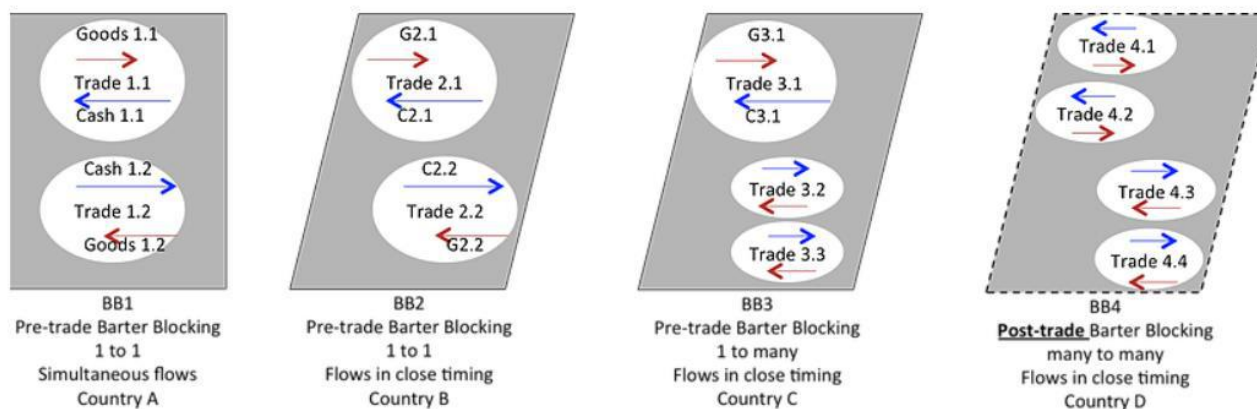 Goods 1.1
Trade 1.1
Cash 1.1
Cash 1.2
Trade 1.2
Goods 1.2
BB1
Pre-trade Barter Blocking
1 to 1
Simultaneous flows
Country A
G2.1
Trade 2.1
C2.1
C2.2
Trade 2.2
G2.2
BB2
Pre-trade Barter Blocking
1 to 1
Flows in close timing
Country B
G3.1
Trade 3.1
C3.1
Trade 3.2
Trade 3.3
BB3
Pre-trade Barter Blocking
1 to many
Flows in close timing
Country C
Trade 4.1
Trade 4.2
Trade 4.3
Trade 4.4
BB4
Post-trade Barter Blocking
many to many
Flows in close timing
Country D